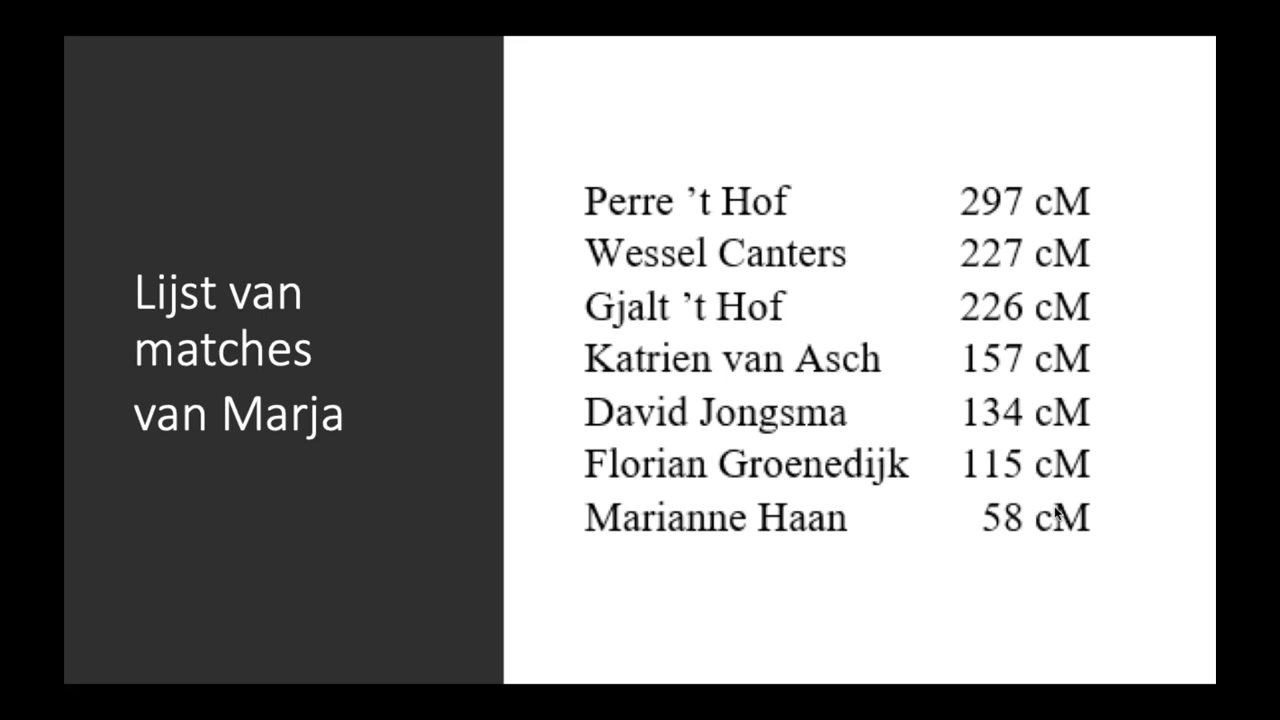 Lijst van
matches
van Marja
Perre ’t Hof 297 cM
Wessel Canters 227 cM
Gjalt ’t Hof 226 cM
Katrien van Asch 157 cM
David Jongsma 134 cM
Florian Groenedijk 115 cM
Marianne Haan 58 cM